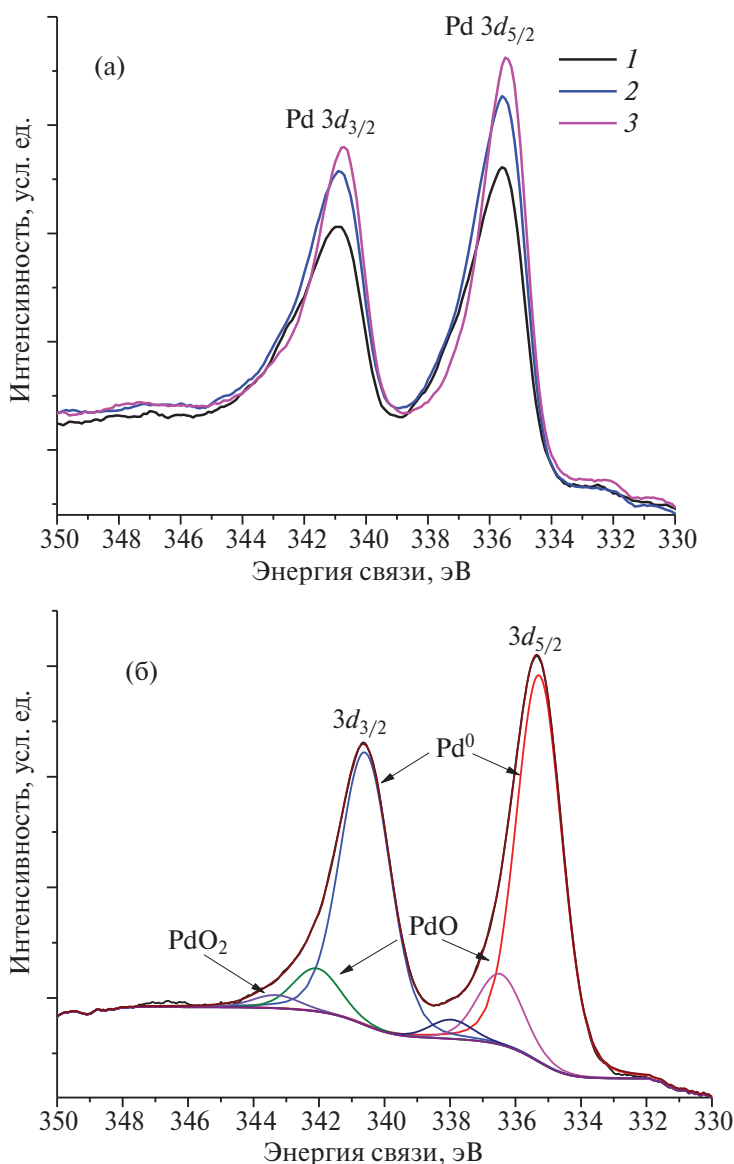 Pd 3d5/2
(а)
1
2
3
Pd 3d3/2
Интенсивность, усл. ед.
350 348 346 344 342 340 338 336 334 332 330
Энергия связи, эВ
3d5/2
(б)
3d3/2
Pd0
PdO
PdO2
Интенсивность, усл. ед.
350 348 346 344 342 340 338 336 334 332 330
Энергия связи, эВ